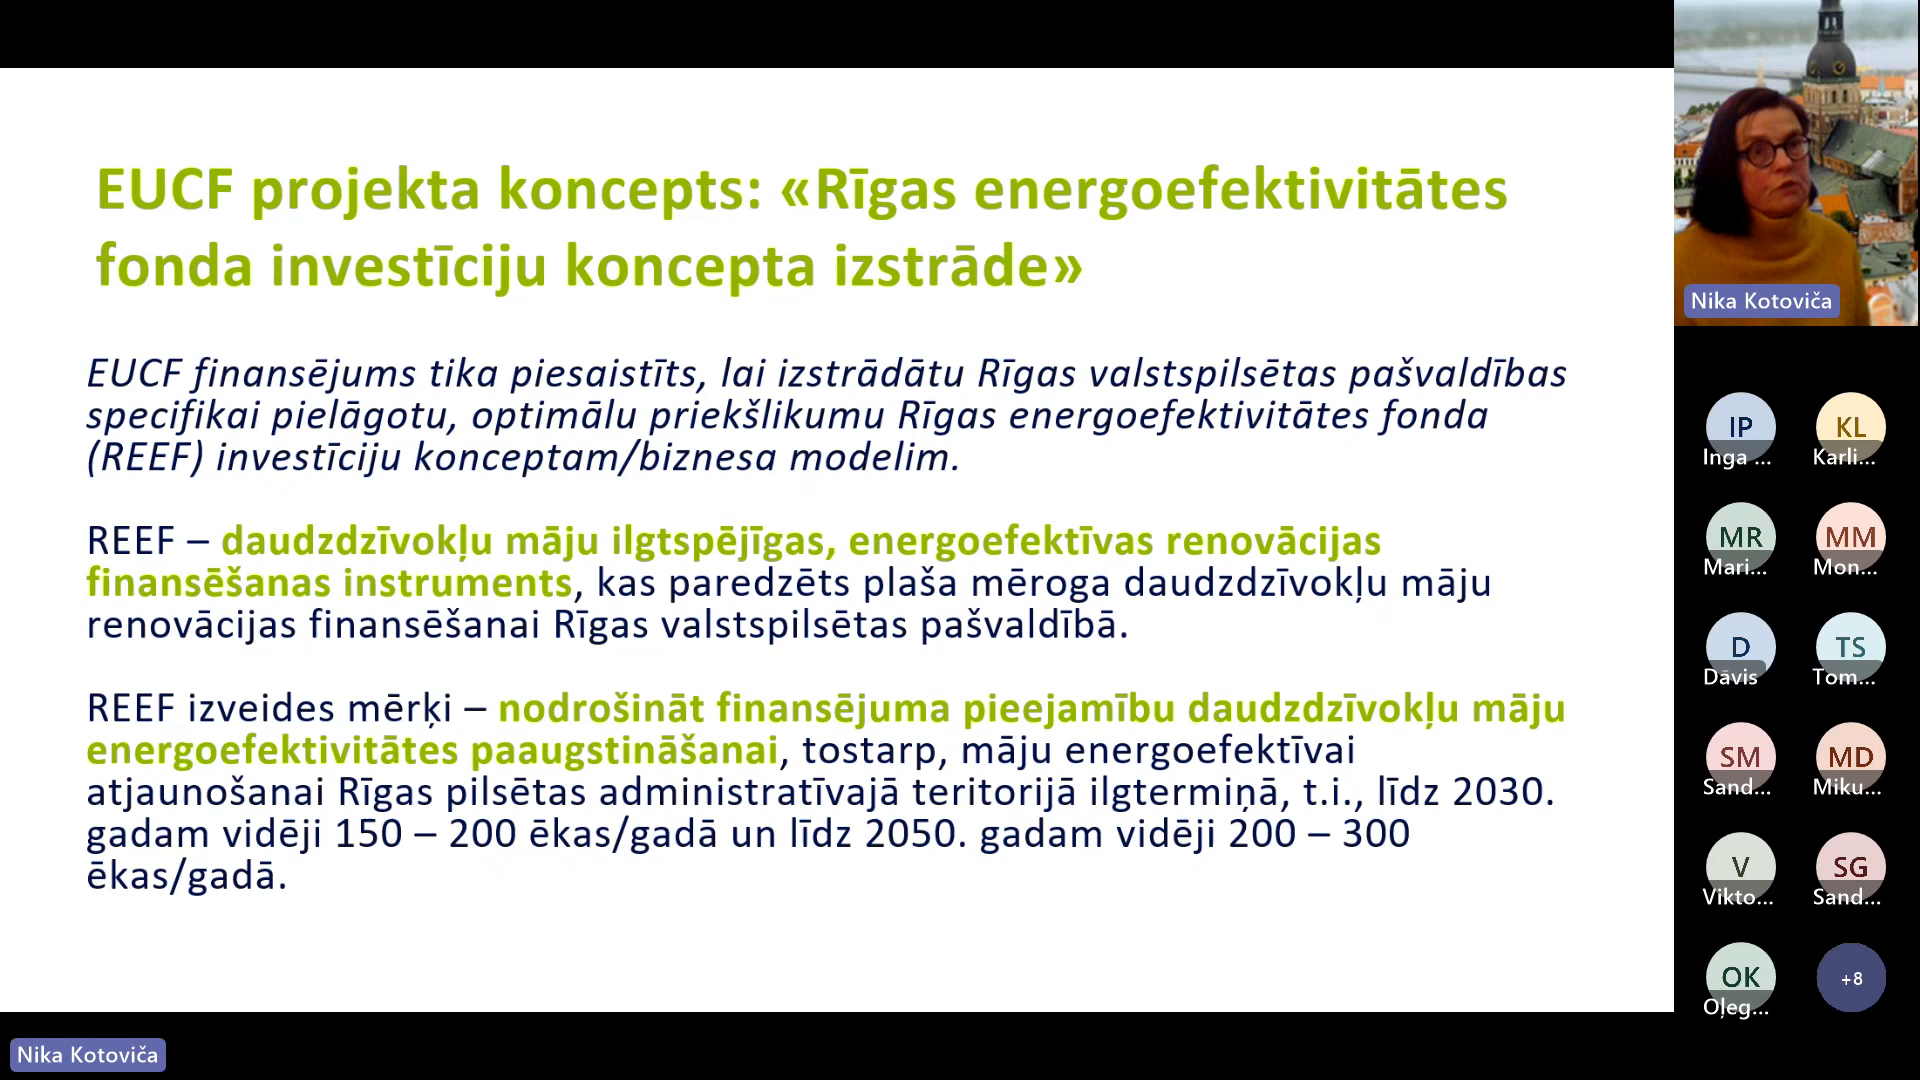 EUCF projekta koncepts: «Rīgas energoefektivitātes
fonda investīciju koncepta izstrāde»
EUCF finansējums tika piesaistīts, lai izstrādātu Rīgas valstspilsētas pašvaldības
specifikai pielāgotu, optimālu priekšlikumu Rīgas energoefektivitātes fonda
(REEF) investīciju konceptam/biznesa modelim.
REEF – daudzdzīvokļu māju ilgtspējīgas, energoefektīvas renovācijas
finansēšanas instruments, kas paredzēts plaša mēroga daudzdzīvokļu māju
renovācijas finansēšanai Rīgas valstspilsētas pašvaldībā.
REEF izveides mērķi – nodrošināt finansējuma pieejamību daudzdzīvokļu māju
energoefektivitātes paaugstināšanai, tostarp, māju energoefektīvai
atjaunošanai Rīgas pilsētas administratīvajā teritorijā ilgtermiņā, t.i., līdz 2030.
gadam vidēji 150 – 200 ēkas/gadā un līdz 2050. gadam vidēji 200 – 300
ēkas/gadā.
Nika Kotoviča
IP KL
Inga ... Karli...
MR MM
Mari... Mon...
D TS
Dāvis Tom...
SM MD
Sand... Miku...
V SG
Vikto... Sand...
OK +8
Oļeg...
Nika Kotoviča